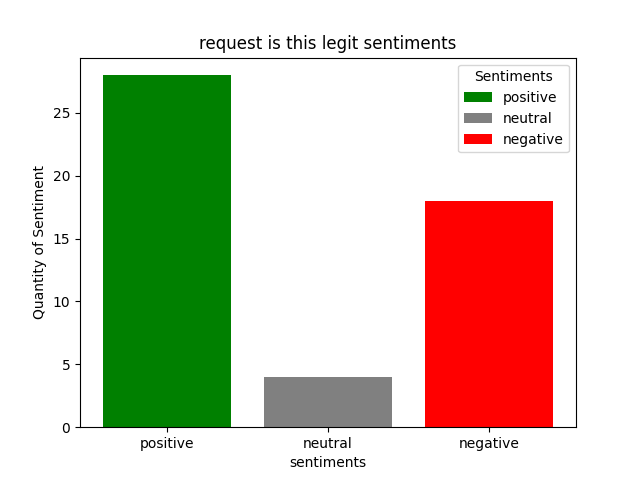 request is this legit sentiments
Sentiments
positive
neutral
negative
Quantity of Sentiment
25
20
15
10
5
0
positive neutral negative
sentiments